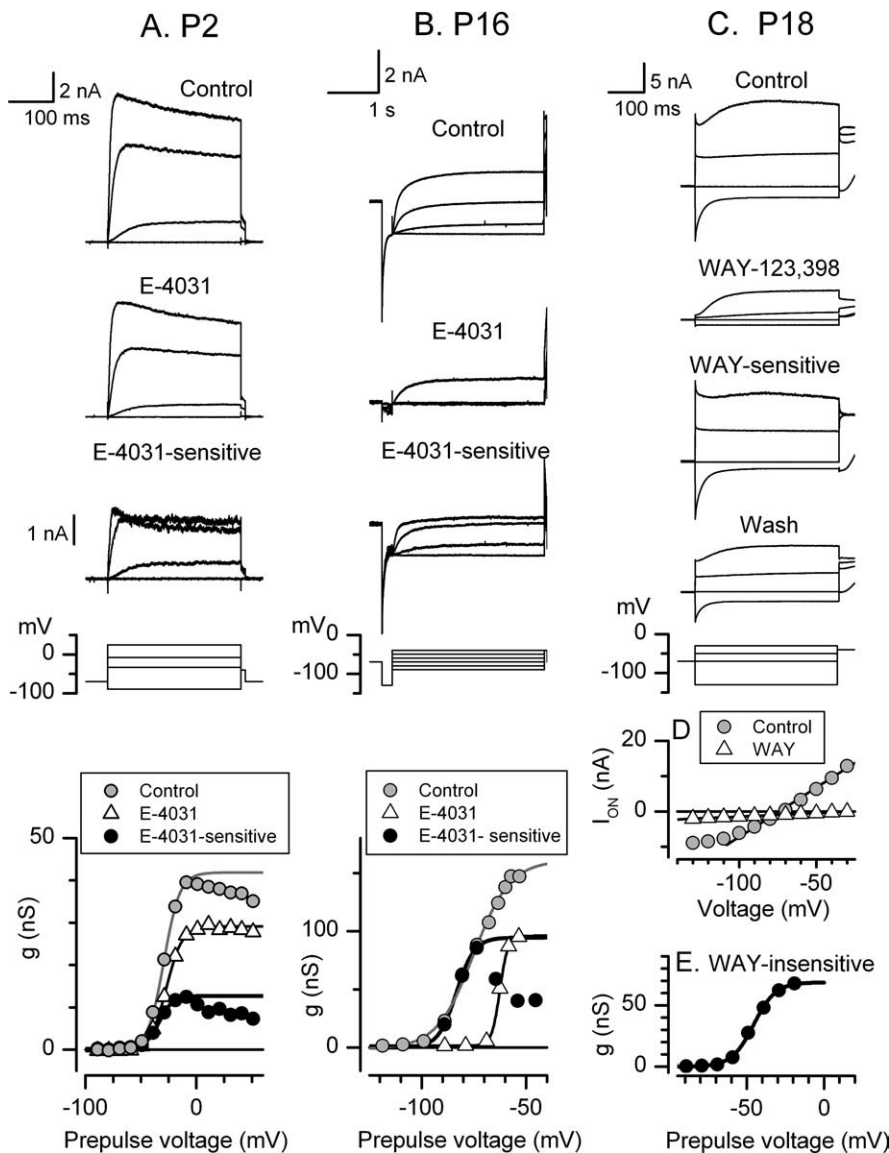 A. P2
B. P16
C. P18
2 nA
100 ms
Control
E-4031
E-4031-sensitive
1 nA
mV
0
-100
2 nA
1 s
Control
E-4031
E-4031-sensitive
mV 0
-100
5 nA
100 ms
Control
WAY-123,398
WAY-sensitive
Wash
mV
0
-100
Control
E-4031
E-4031-sensitive
50
g (nS)
0
-100 0
Prepulse voltage (mV)
Control
E-4031
E-4031- sensitive
100
g (nS)
0
-100 -50
Prepulse voltage (mV)
D
Control
WAY
20
I ON (nA)
0
-100 -50
Voltage (mV)
E. WAY-insensitive
50
g (nS)
0
-50 0
Prepulse voltage (mV)